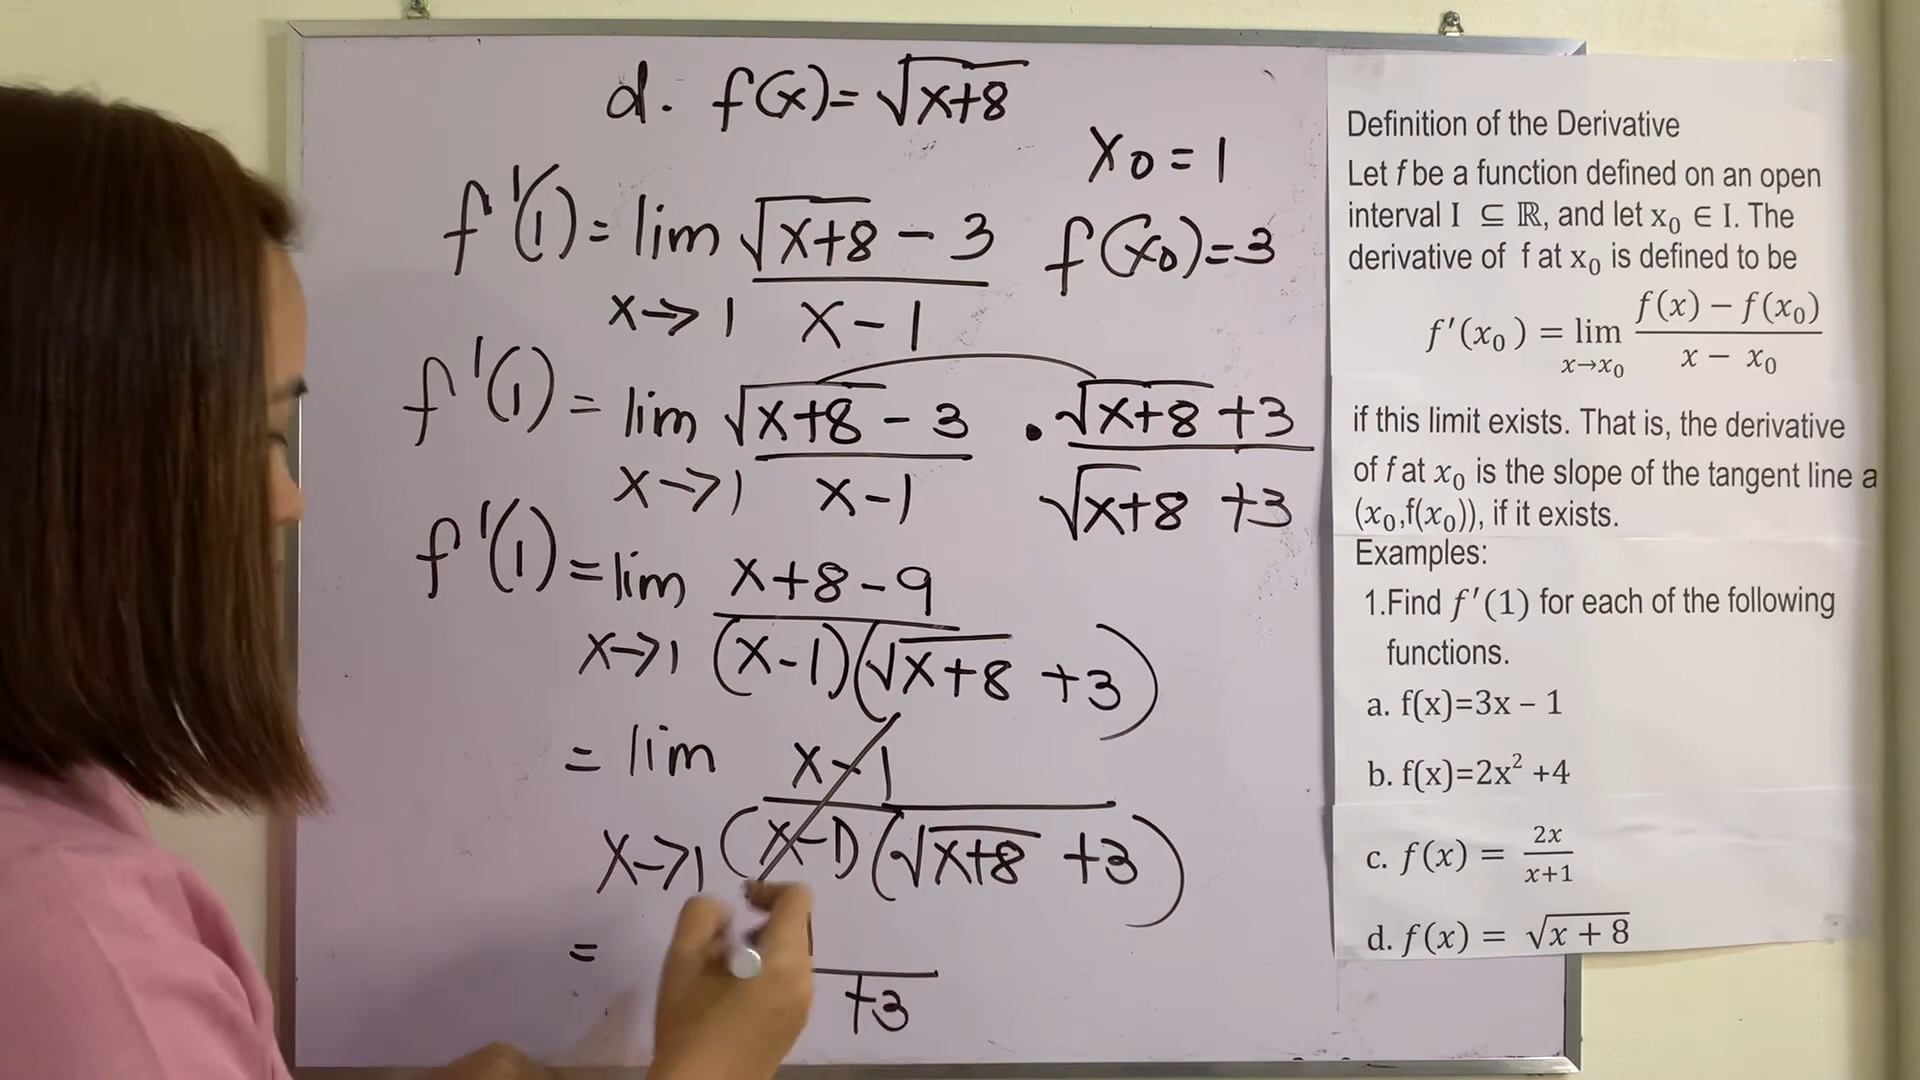 d. f(x)=√x+8
x₀=1
f'(1)=lim √x+8-3
x→1 x-1
f(x₀)=3
f'(1)=lim √x+8-3 · √x+8+3
x→1 x-1 √x+8+3
f'(1)=lim x+8-9
x→1 (x-1)(√x+8+3)
=lim x-1
x→1 (x-1)(√x+8+3)
= 1
+3
Definition of the Derivative
Let f be a function defined on an open
interval I ⊆ ℝ, and let x₀ ∈ I. The
derivative of f at x₀ is defined to be
f'(x₀) = lim f(x) − f(x₀)
x→x₀ x − x₀
if this limit exists. That is, the derivative
of f at x₀ is the slope of the tangent line a
(x₀,f(x₀)), if it exists.
Examples:
1.Find f'(1) for each of the following
functions.
a. f(x)=3x − 1
b. f(x)=2x² +4
c. f(x) = 2x
x+1
d. f(x) = √x + 8